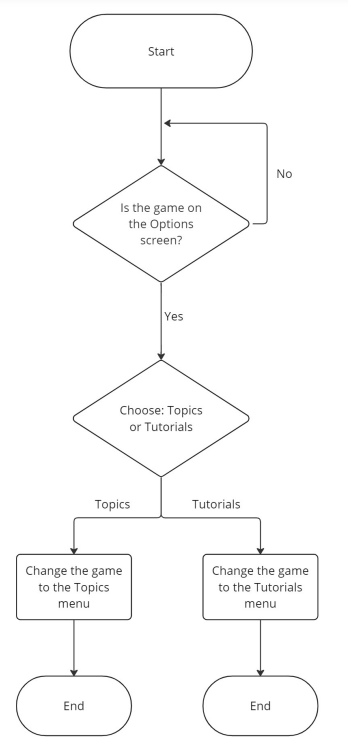 Start
No
Is the game on
the Options
screen?
Yes
Choose: Topics
or Tutorials
Topics
Tutorials
Change the game
to the Topics
menu
Change the game
to the Tutorials
menu
End
End